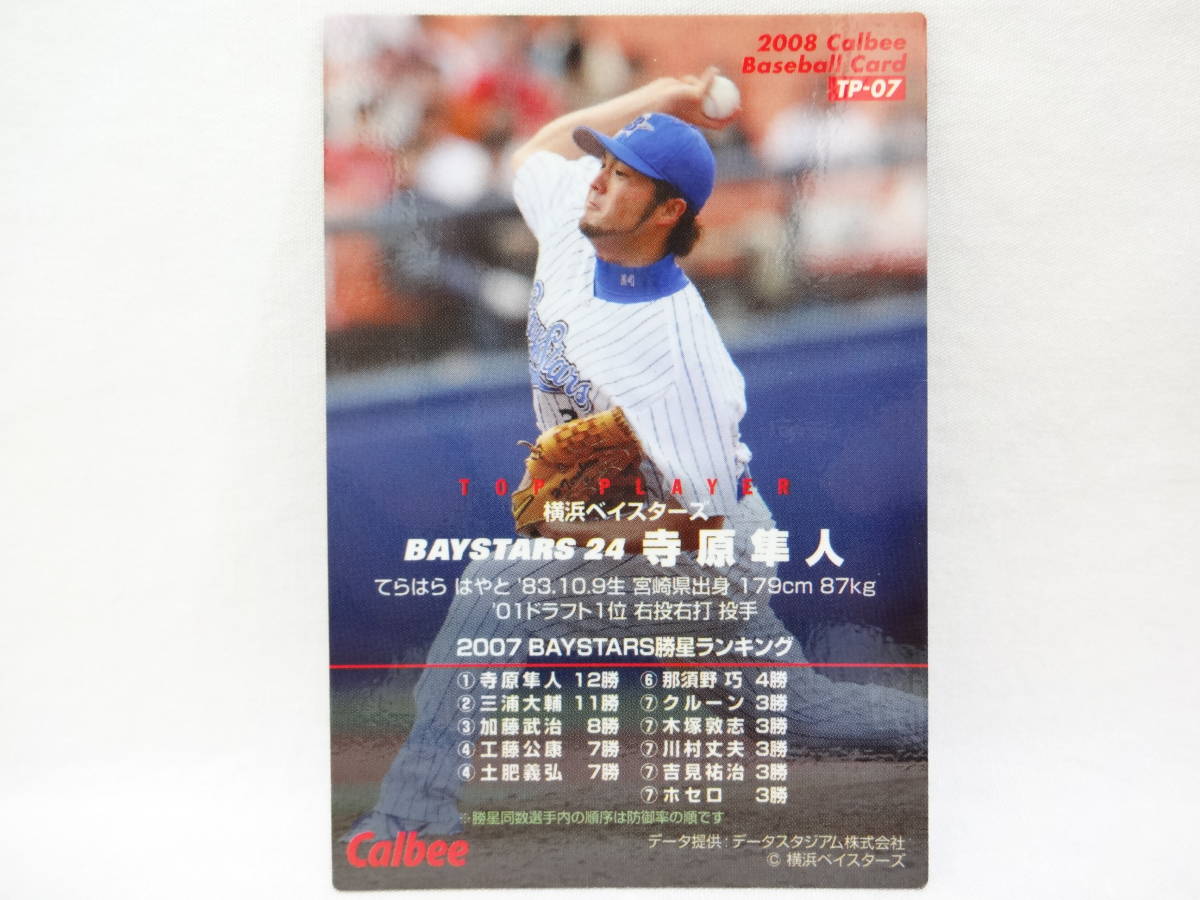 2008 Calbee
Baseball Card
TP-07
TOP PLAYER
横浜ベイスターズ
BAYSTARS 24 寺原隼人
てらはら はやと '83.10.9生 宮崎県出身 179cm 87kg
'01ドラフト1位 右投右打 投手
2007 BAYSTARS勝星ランキング
①寺原隼人 12勝
②三浦大輔 11勝
③加藤武治 8勝
④工藤公康 7勝
④土肥義弘 7勝
⑥那須野 巧 4勝
⑦クルーン 3勝
⑦木塚敦志 3勝
⑦川村丈夫 3勝
⑦吉見祐治 3勝
⑦ホセロ 3勝
※勝星同数選手内の順序は防御率の順です
Calbee
データ提供:データスタジアム株式会社
© 横浜ベイスターズ